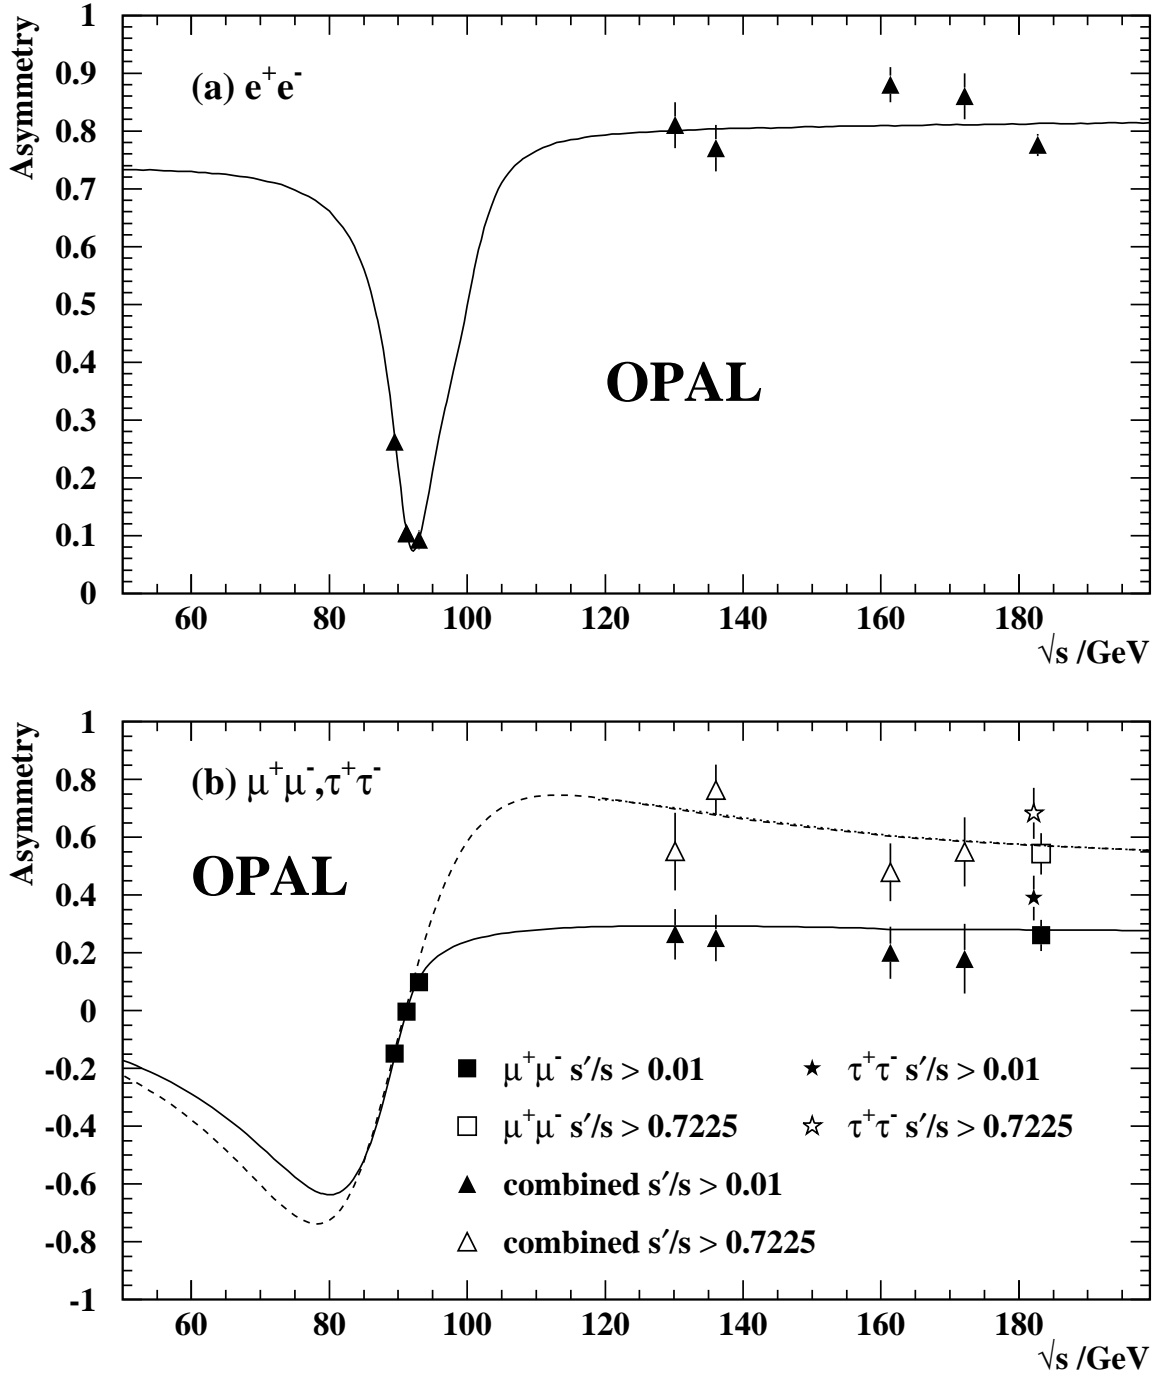 (a) e⁺e⁻
OPAL
Asymmetry
1
0.9
0.8
0.7
0.6
0.5
0.4
0.3
0.2
0.1
0
60 80 100 120 140 160 180
√s /GeV
(b) μ⁺μ⁻,τ⁺τ⁻
OPAL
Asymmetry
1
0.8
0.6
0.4
0.2
0
-0.2
-0.4
-0.6
-0.8
-1
μ⁺μ⁻ s′/s > 0.01
μ⁺μ⁻ s′/s > 0.7225
combined s′/s > 0.01
combined s′/s > 0.7225
τ⁺τ⁻ s′/s > 0.01
τ⁺τ⁻ s′/s > 0.7225
60 80 100 120 140 160 180
√s /GeV